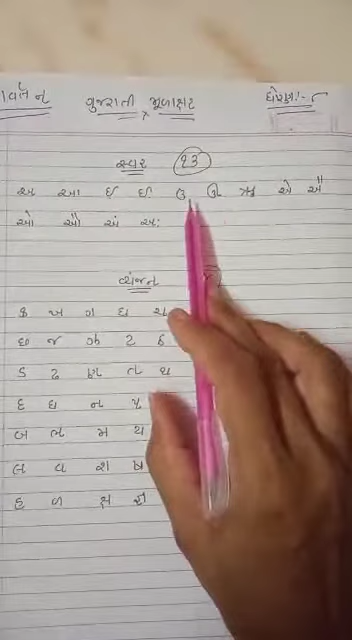 ગુજરાતી મૂળાક્ષર
સ્વર ૧૩
અ આ ઇ ઈ ઉ ઊ ઋ એ ઐ
ઓ ઔ અં અઃ
વ્યંજન
ક ખ ગ ઘ ચ
છ જ ઝ ટ ઠ
ડ ઢ ણ ત થ
દ ધ ન પ
બ ભ મ ય
લ વ શ ષ
હ ળ ક્ષ જ્ઞ